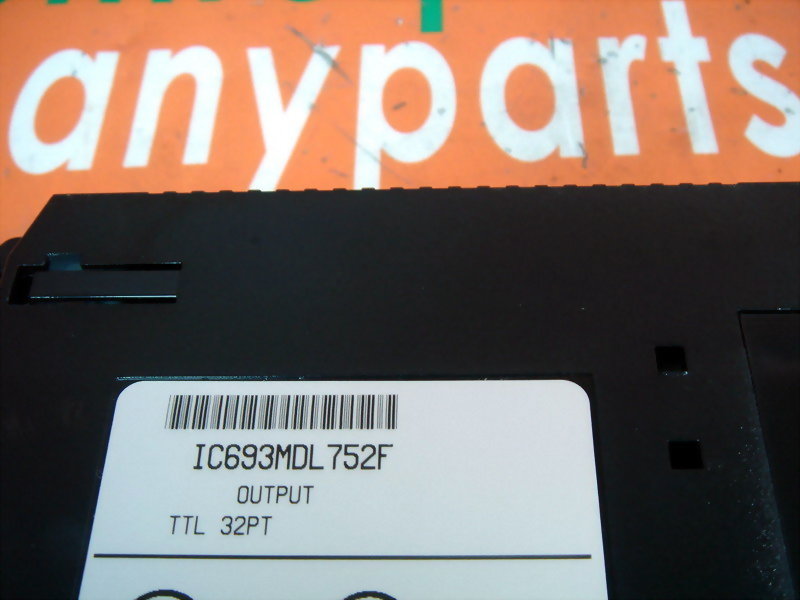 anyparts
IC693MDL752F
OUTPUT
TTL 32PT